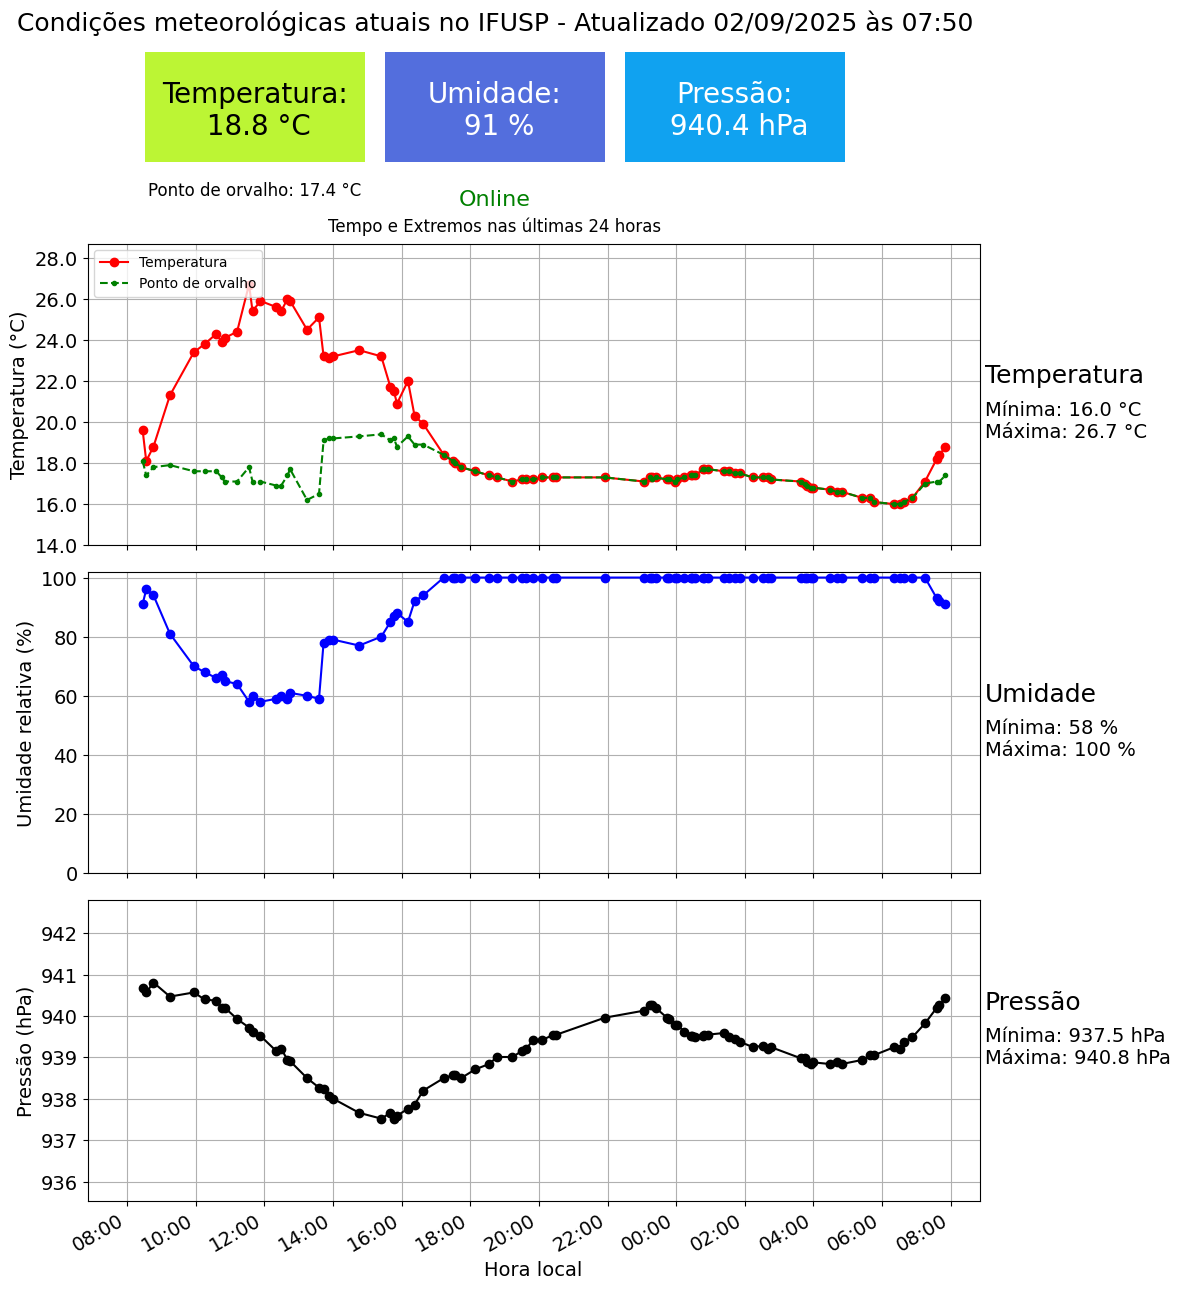 Condições meteorológicas atuais no IFUSP - Atualizado 02/09/2025 às 07:50
Temperatura:
18.8 °C
Umidade:
91 %
Pressão:
940.4 hPa
Ponto de orvalho: 17.4 °C
Online
Tempo e Extremos nas últimas 24 horas
Temperatura
Ponto de orvalho
Temperatura (°C)
28.0
26.0
24.0
22.0
20.0
18.0
16.0
14.0
Temperatura
Mínima: 16.0 °C
Máxima: 26.7 °C
Umidade relativa (%)
100
80
60
40
20
0
Umidade
Mínima: 58 %
Máxima: 100 %
Pressão (hPa)
942
941
940
939
938
937
936
Pressão
Mínima: 937.5 hPa
Máxima: 940.8 hPa
08:00
10:00
12:00
14:00
16:00
18:00
20:00
22:00
00:00
02:00
04:00
06:00
08:00
Hora local